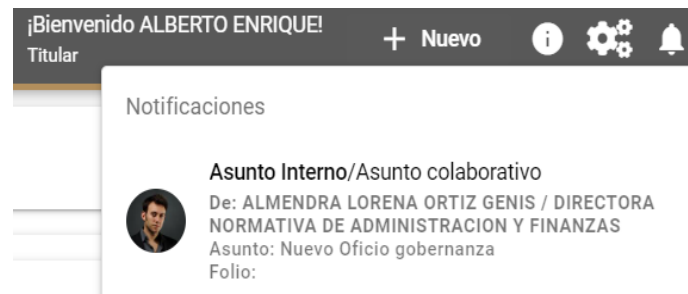 ¡Bienvenido ALBERTO ENRIQUE!
Titular
+ Nuevo
Notificaciones
Asunto Interno/Asunto colaborativo
De: ALMENDRA LORENA ORTIZ GENIS / DIRECTORA
NORMATIVA DE ADMINISTRACION Y FINANZAS
Asunto: Nuevo Oficio gobernanza
Folio: